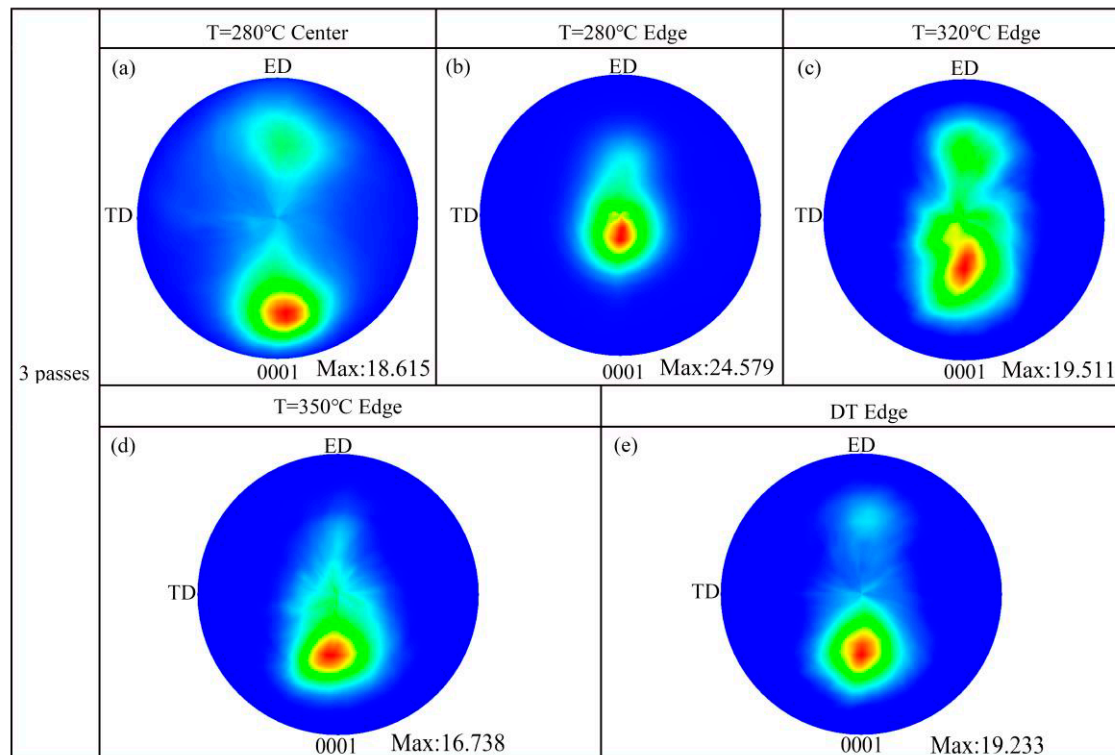 3 passes
T=280℃ Center
T=280℃ Edge
T=320℃ Edge
(a)
ED
TD
0001
Max:18.615
(b)
ED
TD
0001
Max:24.579
(c)
ED
TD
0001
Max:19.511
T=350℃ Edge
DT Edge
(d)
ED
TD
0001
Max:16.738
(e)
ED
TD
0001
Max:19.233